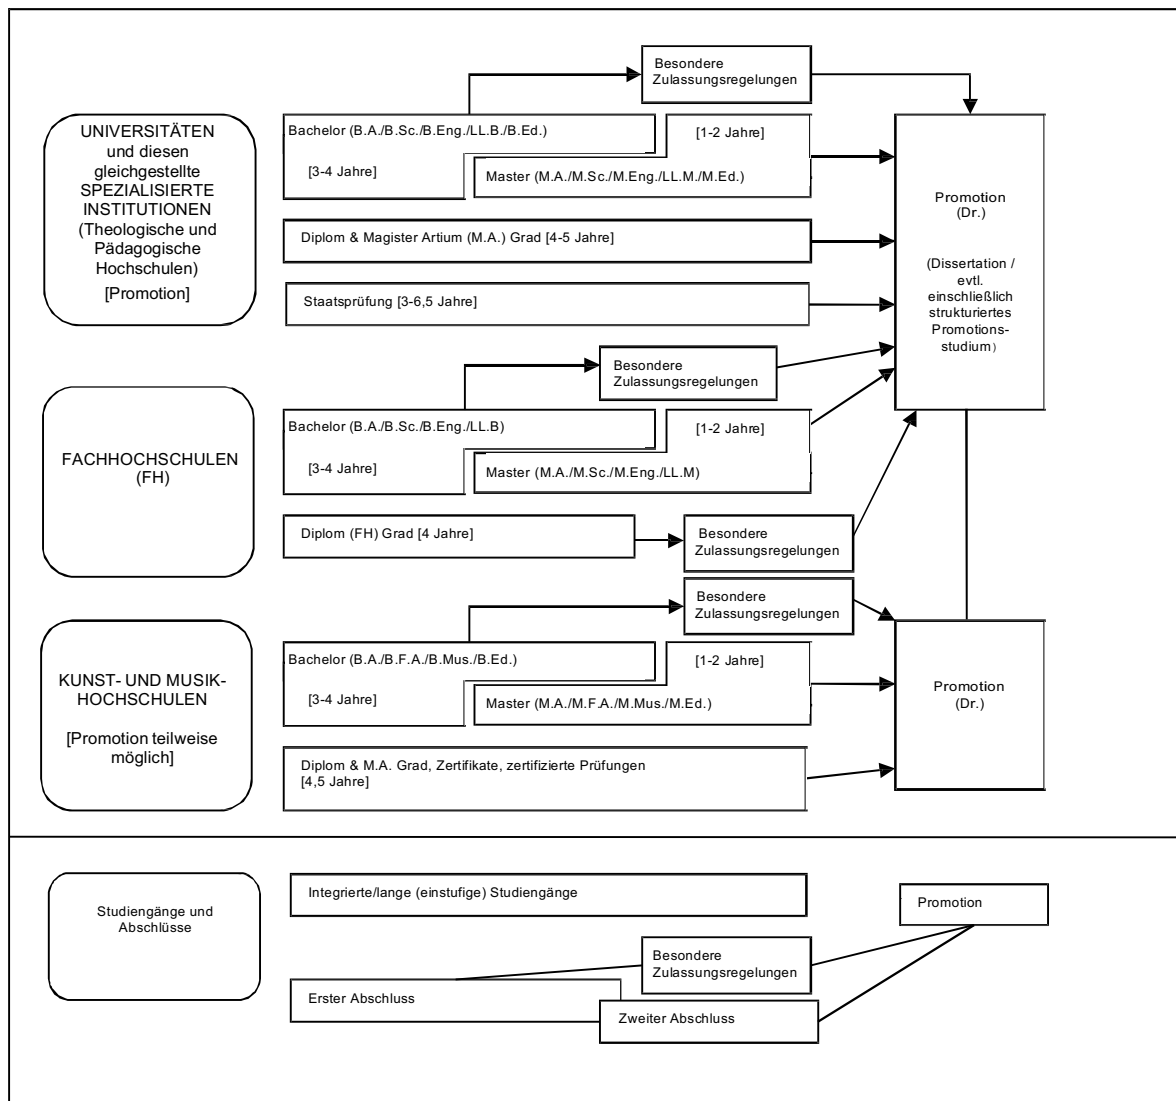 Besondere
Zulassungsregelungen
UNIVERSITÄTEN
und diesen
gleichgestellte
SPEZIALISIERTE
INSTITUTIONEN
(Theologische und
Pädagogische
Hochschulen)
[Promotion]
Bachelor (B.A./B.Sc./B.Eng./LL.B./B.Ed.)
[3-4 Jahre]
[1-2 Jahre]
Master (M.A./M.Sc./M.Eng./LL.M./M.Ed.)
Diplom & Magister Artium (M.A.) Grad [4-5 Jahre]
Staatsprüfung [3-6,5 Jahre]
Promotion
(Dr.)
(Dissertation /
evtl.
einschließlich
strukturiertes
Promotions-
studium)
Besondere
Zulassungsregelungen
FACHHOCHSCHULEN
(FH)
Bachelor (B.A./B.Sc./B.Eng./LL.B)
[3-4 Jahre]
[1-2 Jahre]
Master (M.A./M.Sc./M.Eng./LL.M)
Diplom (FH) Grad [4 Jahre]
Besondere
Zulassungsregelungen
Besondere
Zulassungsregelungen
KUNST- UND MUSIK-
HOCHSCHULEN
[Promotion teilweise
möglich]
Bachelor (B.A./B.F.A./B.Mus./B.Ed.)
[3-4 Jahre]
[1-2 Jahre]
Master (M.A./M.F.A./M.Mus./M.Ed.)
Diplom & M.A. Grad, Zertifikate, zertifizierte Prüfungen
[4,5 Jahre]
Promotion
(Dr.)
Studiengänge und
Abschlüsse
Integrierte/lange (einstufige) Studiengänge
Promotion
Besondere
Zulassungsregelungen
Erster Abschluss
Zweiter Abschluss